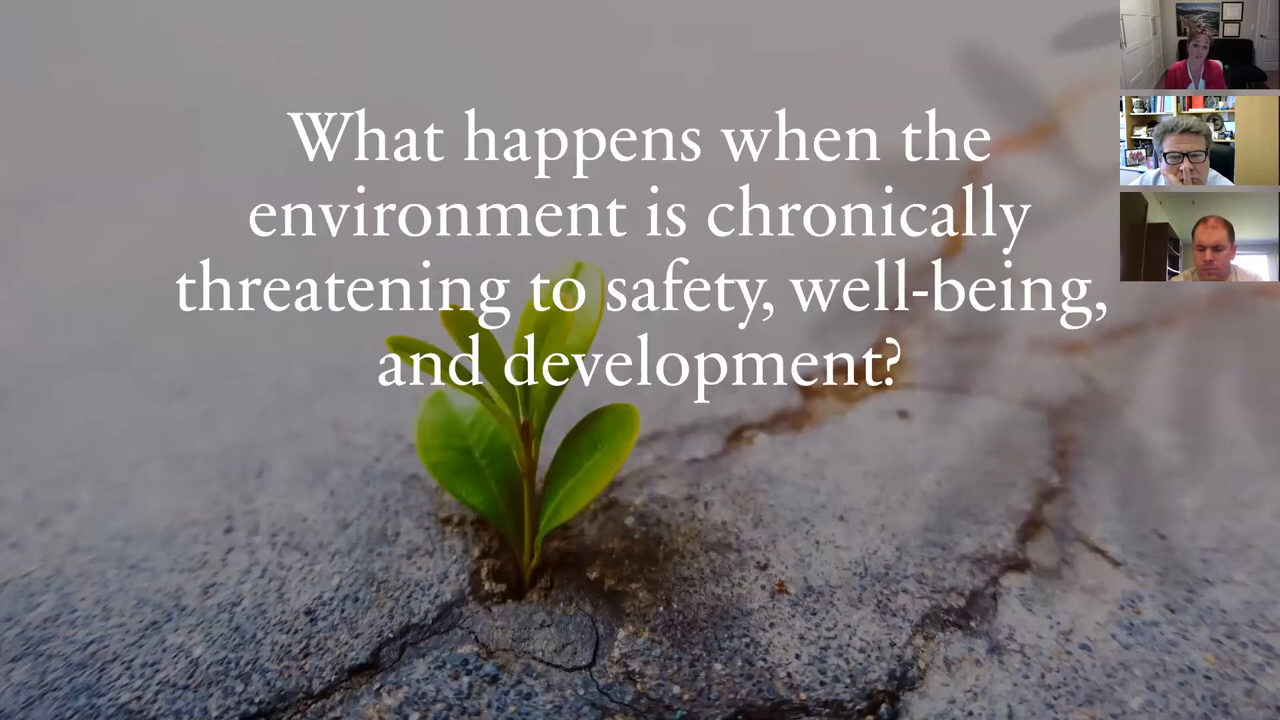 What happens when the
environment is chronically
threatening to safety, well-being,
and development?